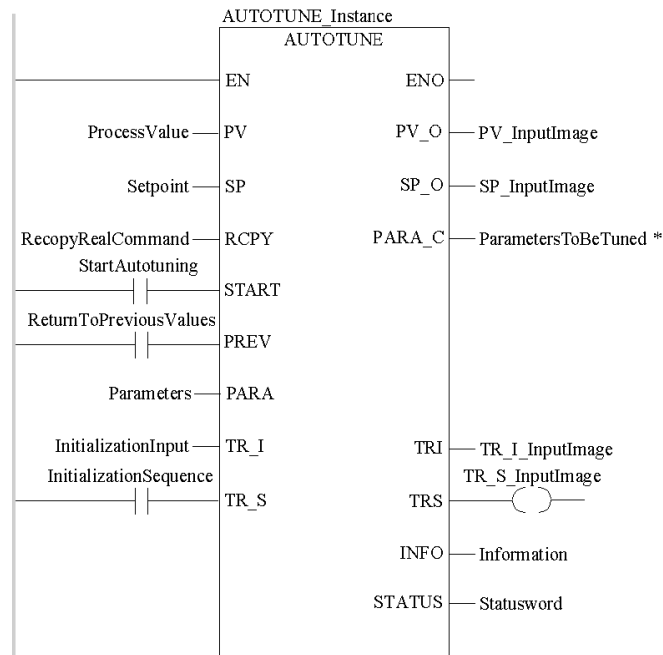 AUTOTUNE_Instance
AUTOTUNE
EN ENO
ProcessValue PV PV_O PV_InputImage
Setpoint SP SP_O SP_InputImage
RecopyRealCommand RCPY PARA_C ParametersToBeTuned *
StartAutotuning
START
ReturnToPreviousValues
PREV
Parameters PARA
InitializationInput TR_I TRI TR_I_InputImage
InitializationSequence TR_S_InputImage
TR_S TRS
INFO Information
STATUS Statusword